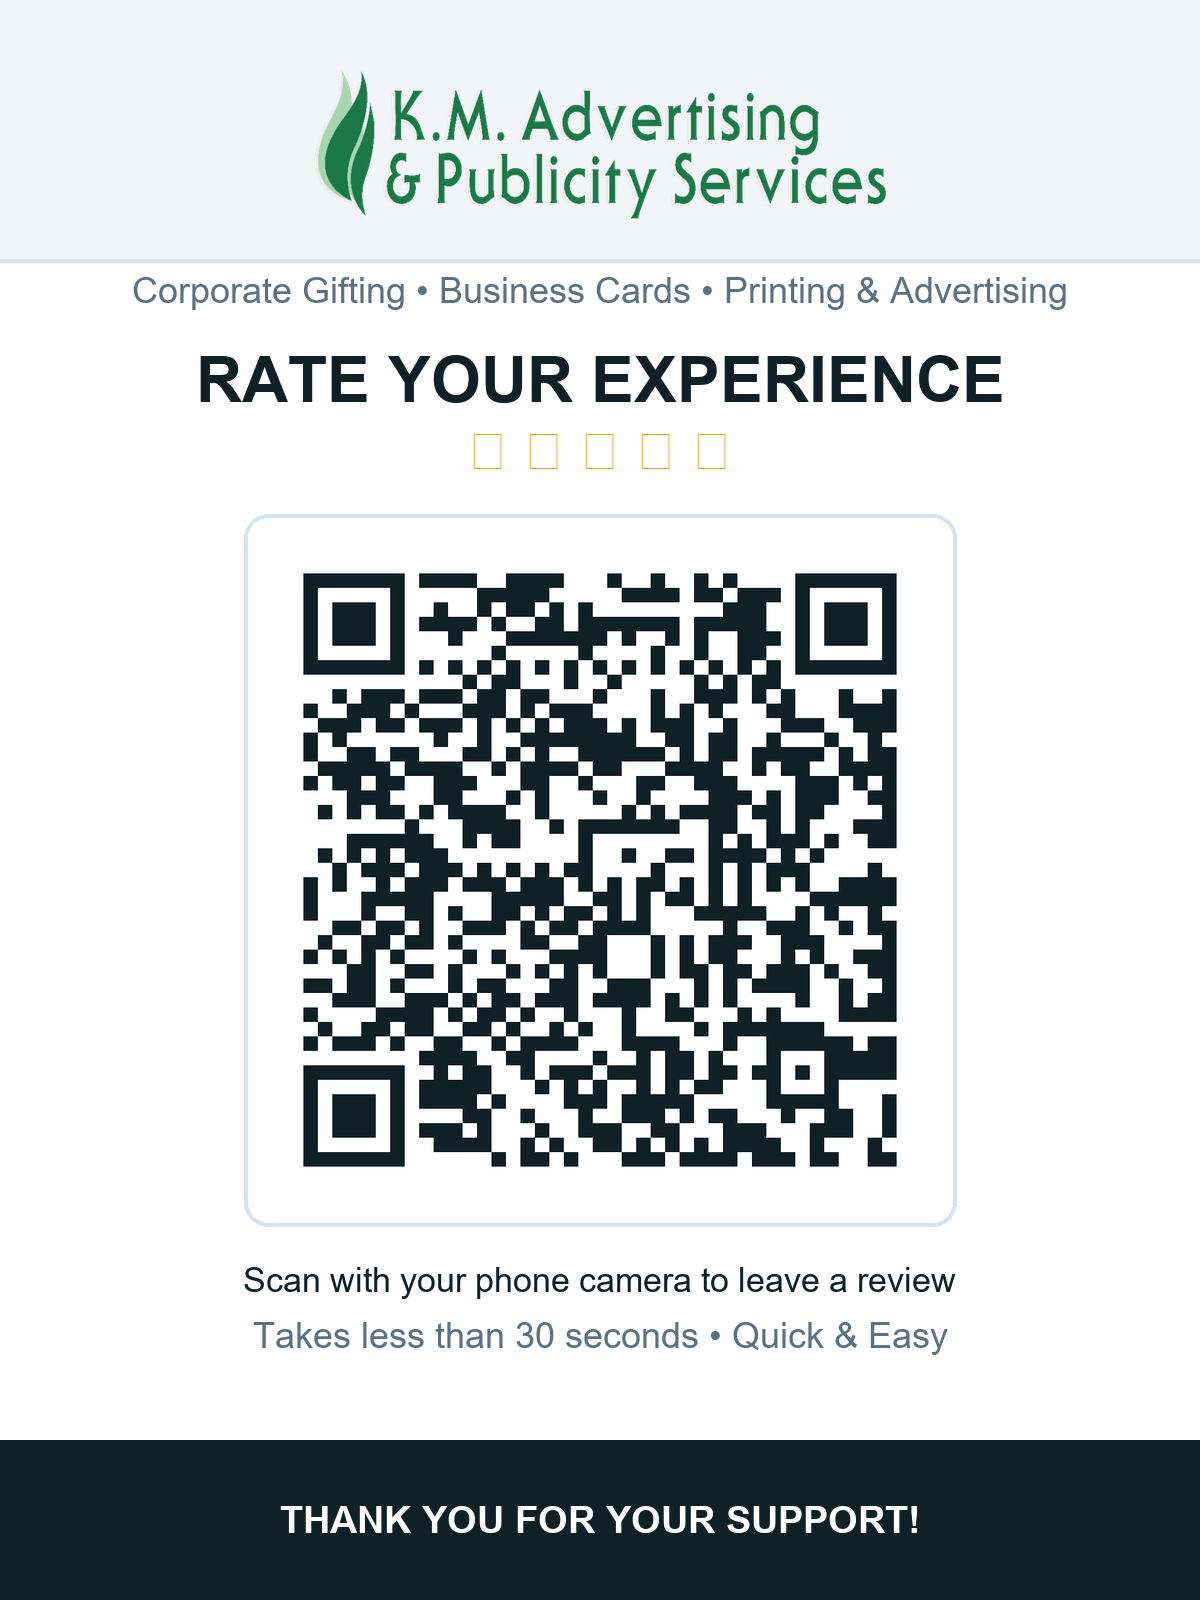 K.M. Advertising
& Publicity Services
Corporate Gifting • Business Cards • Printing & Advertising
RATE YOUR EXPERIENCE
Scan with your phone camera to leave a review
Takes less than 30 seconds • Quick & Easy
THANK YOU FOR YOUR SUPPORT!